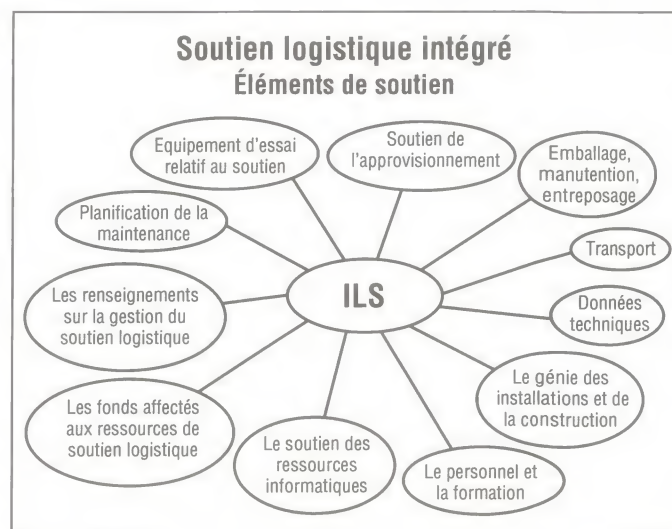 Soutien logistique intégré
Éléments de soutien
Equipement d'essai
relatif au soutien
Soutien de
l'approvisionnement
Emballage,
manutention,
entreposage
Planification de la
maintenance
Transport
ILS
Les renseignements
sur la gestion du
soutien logistique
Données
techniques
Le génie des
installations et de
la construction
Les fonds affectés
aux ressources de
soutien logistique
Le soutien des
ressources
informatiques
Le personnel et
la formation